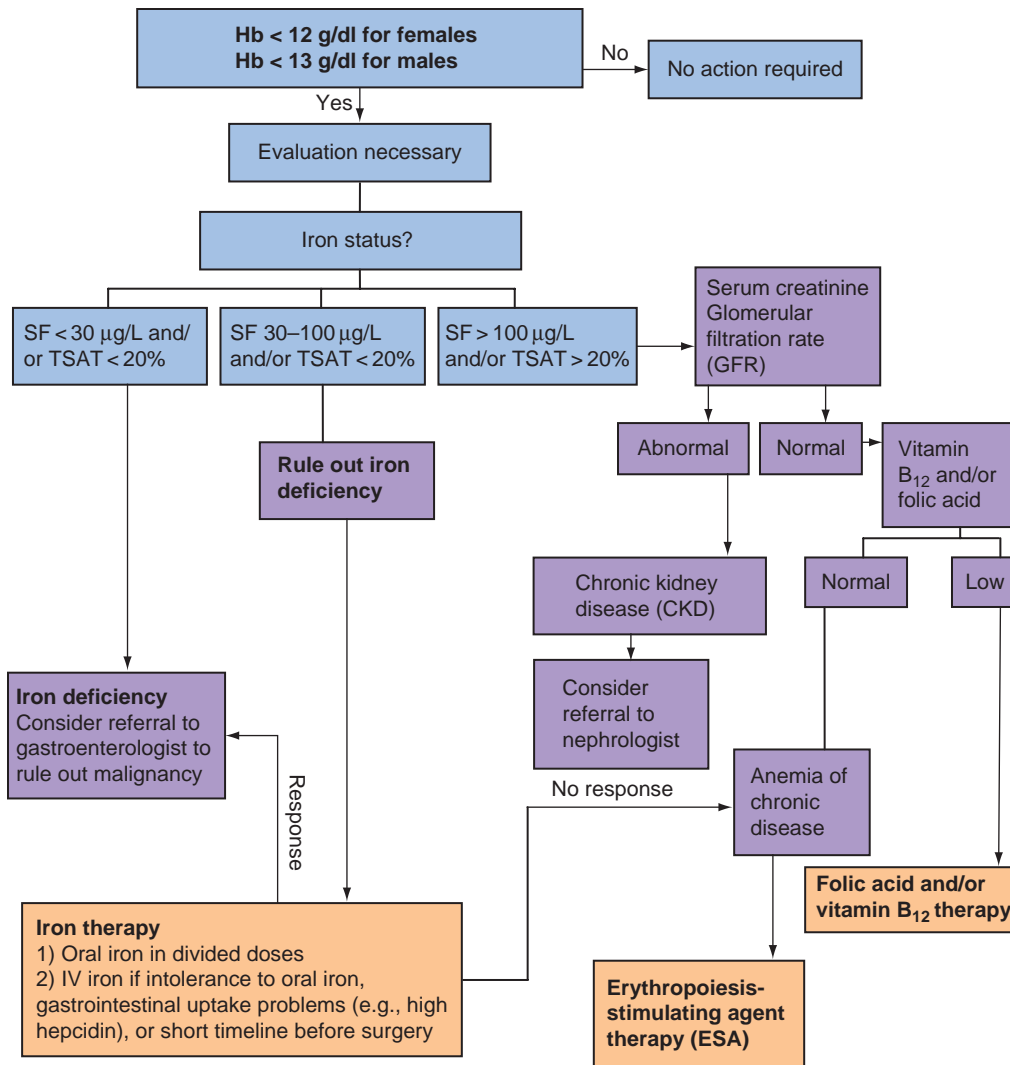 Hb < 12 g/dl for females
Hb < 13 g/dl for males
No
No action required
Yes
Evaluation necessary
Iron status?
SF < 30 µg/L and/
or TSAT < 20%
SF 30–100 µg/L
and/or TSAT < 20%
SF > 100 µg/L
and/or TSAT > 20%
Serum creatinine
Glomerular
filtration rate
(GFR)
Abnormal
Normal
Vitamin
B12 and/or
folic acid
Rule out iron
deficiency
Normal
Low
Chronic kidney
disease (CKD)
Consider
referral to
nephrologist
Iron deficiency
Consider referral to
gastroenterologist to
rule out malignancy
Response
No response
Anemia of
chronic
disease
Folic acid and/or
vitamin B12 therapy
Iron therapy
1) Oral iron in divided doses
2) IV iron if intolerance to oral iron,
gastrointestinal uptake problems (e.g., high
hepcidin), or short timeline before surgery
Erythropoiesis-
stimulating agent
therapy (ESA)